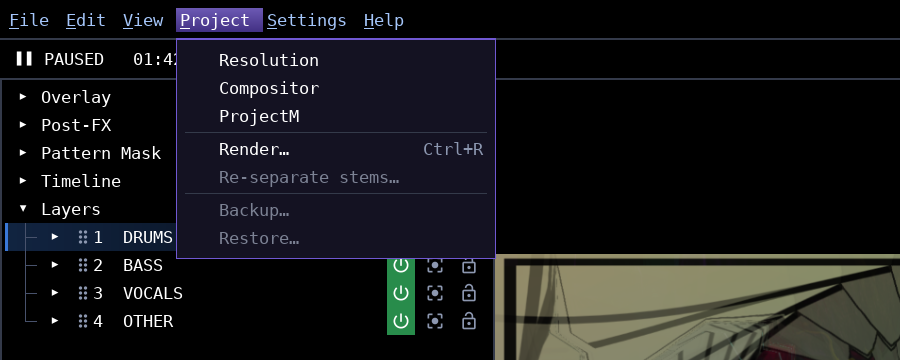 File Edit View Project Settings Help
PAUSED 01:42
Resolution
Compositor
ProjectM
Render… Ctrl+R
Re-separate stems…
Backup…
Restore…
Overlay
Post-FX
Pattern Mask
Timeline
Layers
1 DRUMS
2 BASS
3 VOCALS
4 OTHER